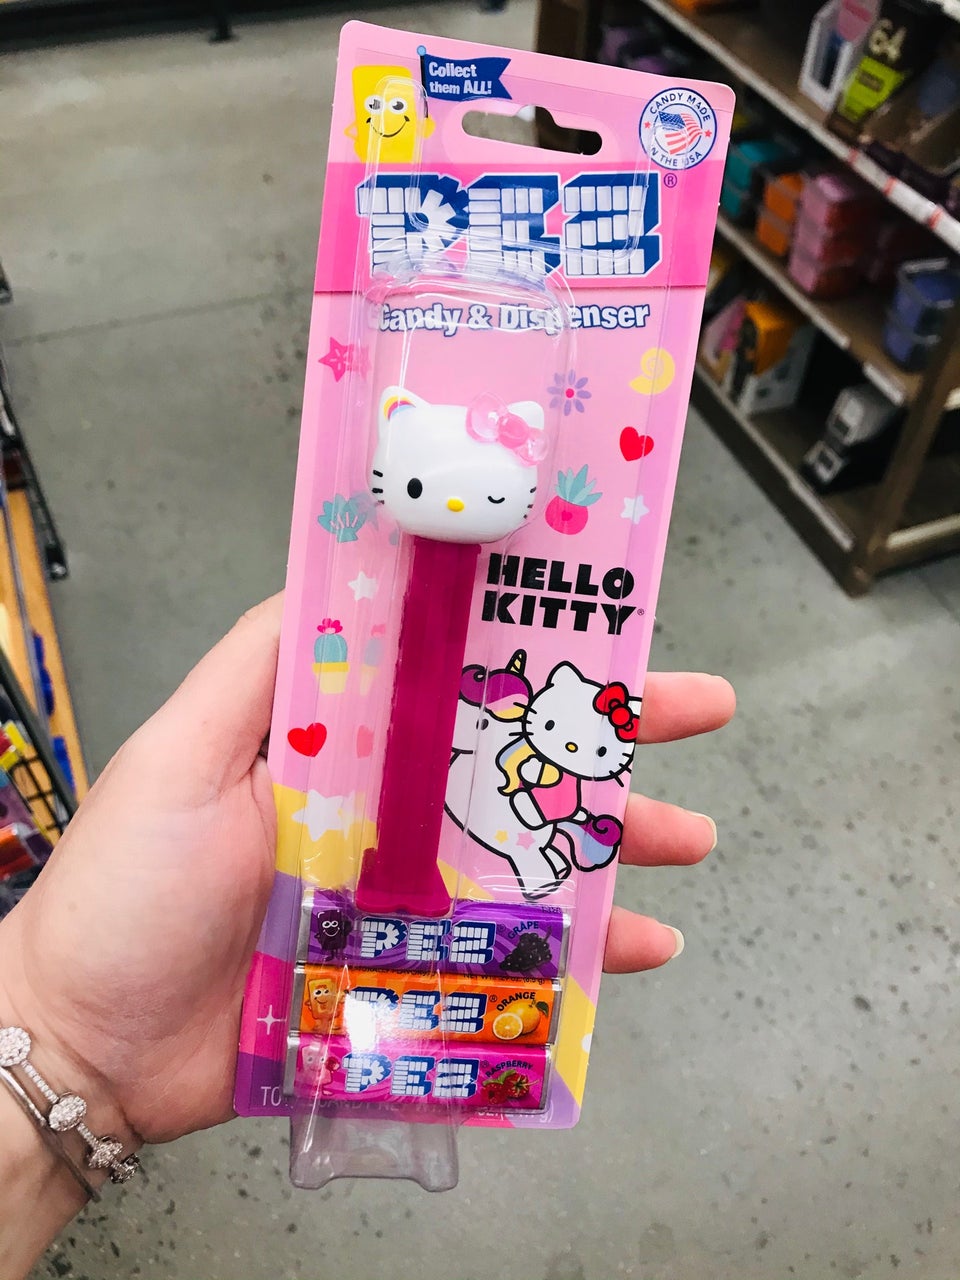 Collect
them ALL!
CANDY MADE
IN THE USA
PEZ®
Candy & Dispenser
HELLO
KITTY®
PEZ® GRAPE
PEZ® ORANGE
PEZ® RASPBERRY
64